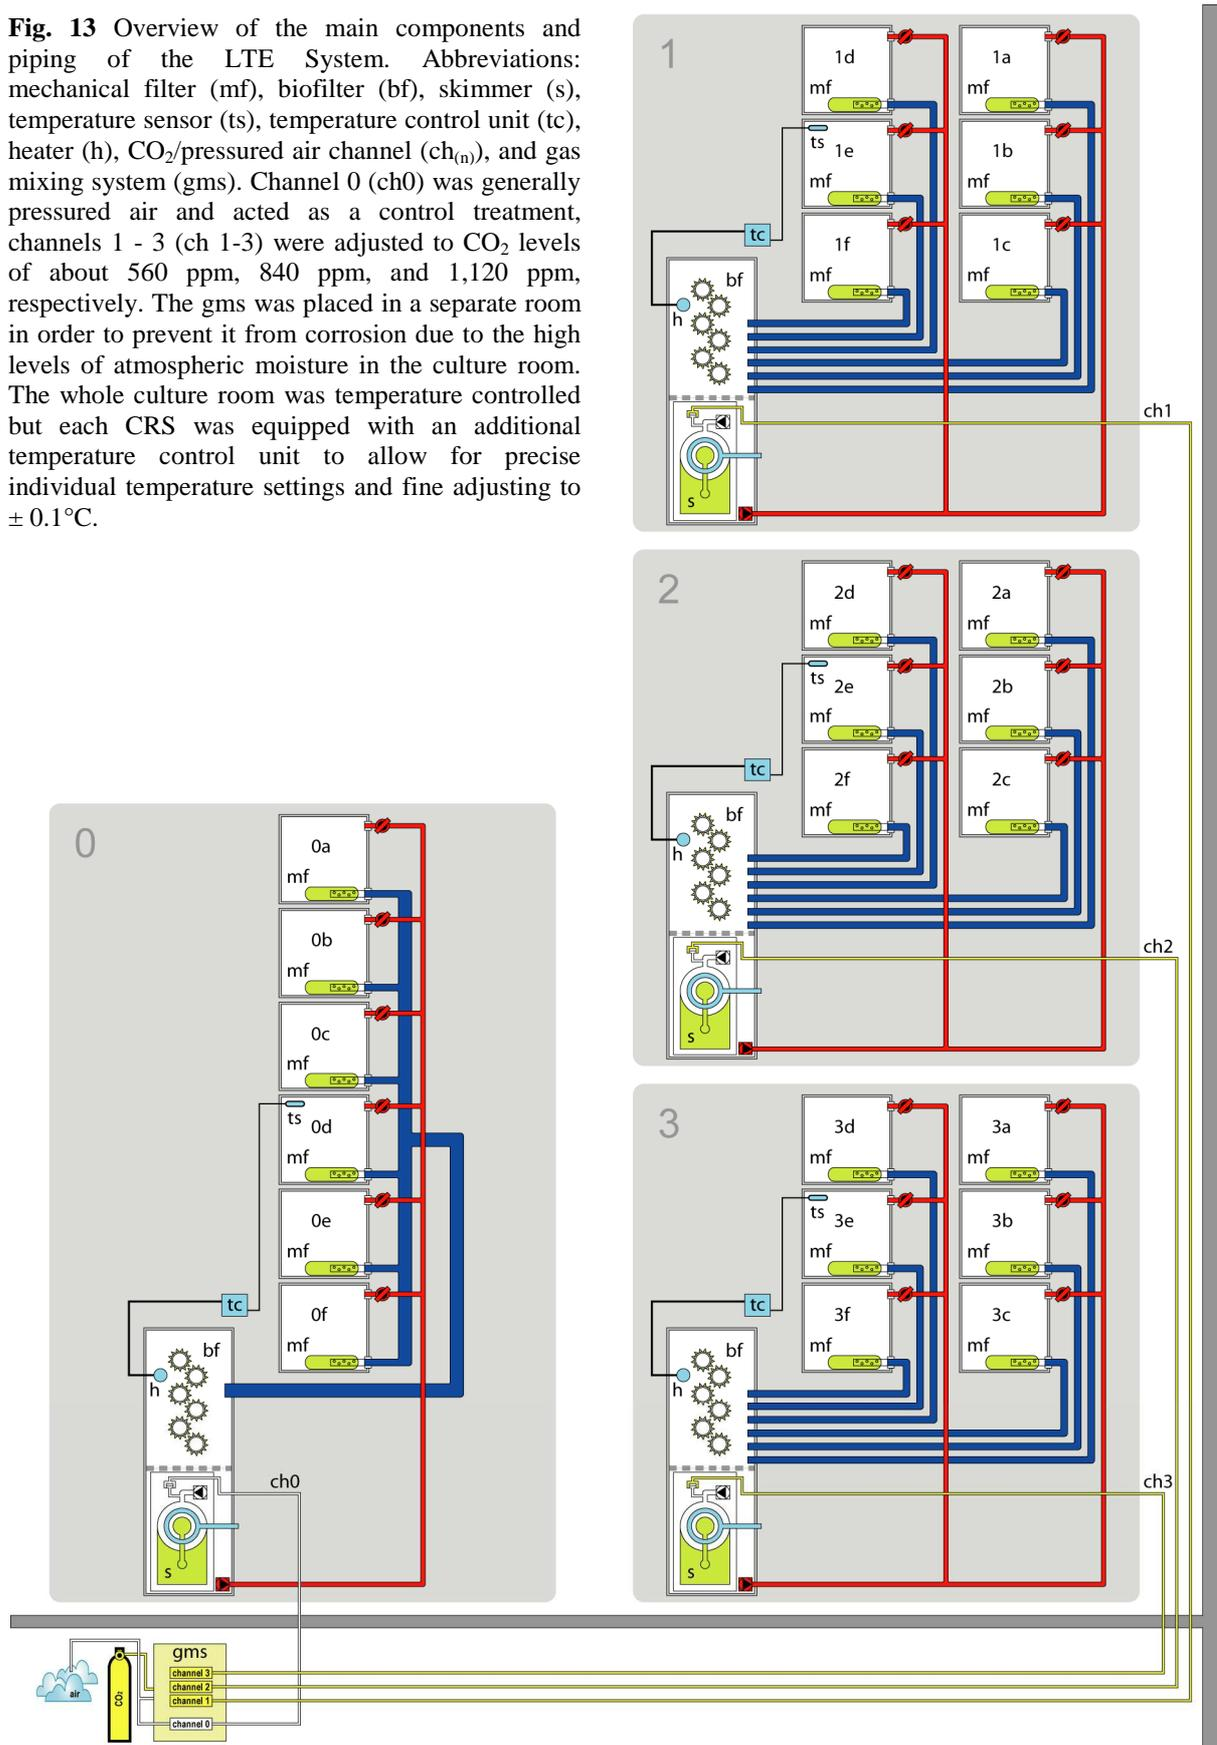 Fig. 13 Overview of the main components and
piping of the LTE System. Abbreviations:
mechanical filter (mf), biofilter (bf), skimmer (s),
temperature sensor (ts), temperature control unit (tc),
heater (h), CO₂/pressured air channel (ch₍ₙ₎), and gas
mixing system (gms). Channel 0 (ch0) was generally
pressured air and acted as a control treatment,
channels 1 - 3 (ch 1-3) were adjusted to CO₂ levels
of about 560 ppm, 840 ppm, and 1,120 ppm,
respectively. The gms was placed in a separate room
in order to prevent it from corrosion due to the high
levels of atmospheric moisture in the culture room.
The whole culture room was temperature controlled
but each CRS was equipped with an additional
temperature control unit to allow for precise
individual temperature settings and fine adjusting to
± 0.1°C.
1
1d
mf
1a
mf
ts
1e
mf
1b
mf
tc
1f
mf
1c
mf
bf
h
ch1
s
2
2d
mf
2a
mf
ts
2e
mf
2b
mf
tc
2f
mf
2c
mf
bf
h
ch2
s
0
0a
mf
0b
mf
0c
mf
ts
0d
mf
0e
mf
tc
0f
mf
bf
h
ch0
s
3
3d
mf
3a
mf
ts
3e
mf
3b
mf
tc
3f
mf
3c
mf
bf
h
ch3
s
air
CO₂
gms
channel 3
channel 2
channel 1
channel 0